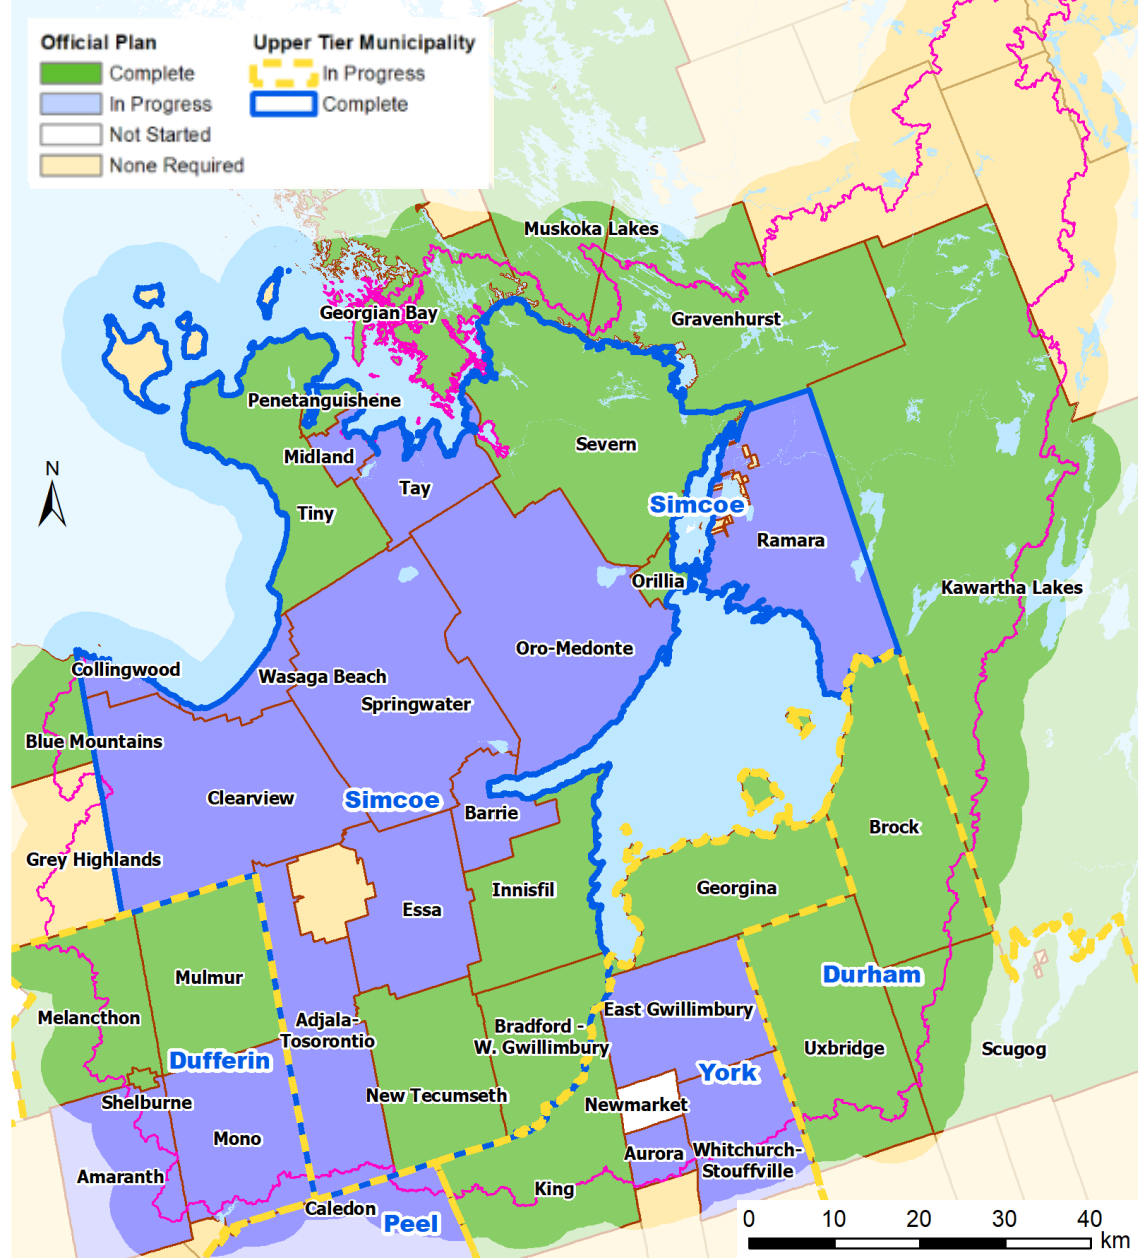 Official Plan
Complete
In Progress
Not Started
None Required
Upper Tier Municipality
In Progress
Complete
Muskoka Lakes
Georgian Bay
Gravenhurst
Penetanguishene
Severn
Midland
Tay
N
Simcoe
Tiny
Ramara
Orillia
Kawartha Lakes
Oro-Medonte
Collingwood
Wasaga Beach
Springwater
Blue Mountains
Clearview
Simcoe
Barrie
Brock
Grey Highlands
Georgina
Innisfil
Essa
Mulmur
Durham
East Gwillimbury
Melancthon
Adjala-
Tosorontio
Bradford -
W. Gwillimbury
Uxbridge
Scugog
Dufferin
York
New Tecumseth
Shelburne
Newmarket
Mono
Aurora
Whitchurch-
Stouffville
Amaranth
King
Caledon
Peel
0 10 20 30 40
km